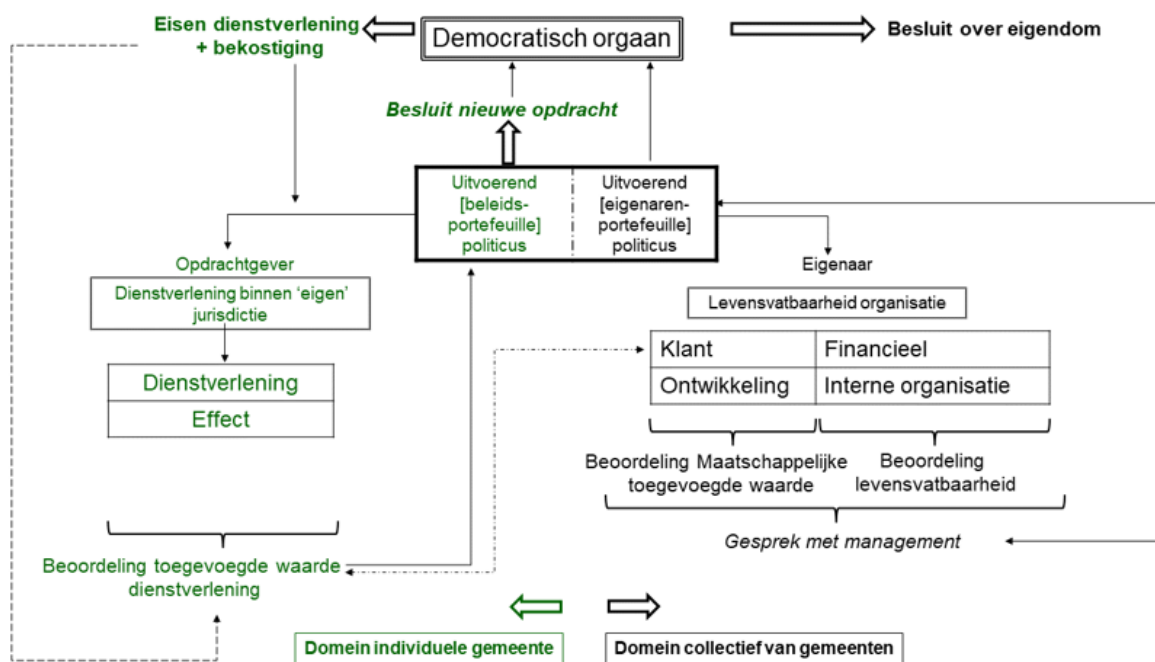 Eisen dienstverlening
+ bekostiging
Democratisch orgaan
Besluit over eigendom
Besluit nieuwe opdracht
Uitvoerend
[beleids-
portefeuille]
politicus
Uitvoerend
[eigenaren-
portefeuille]
politicus
Opdrachtgever
Dienstverlening binnen ‘eigen’
jurisdictie
Dienstverlening
Effect
Eigenaar
Levensvatbaarheid organisatie
Klant
Financieel
Ontwikkeling
Interne organisatie
Beoordeling Maatschappelijke
toegevoegde waarde
Beoordeling
levensvatbaarheid
Gesprek met management
Beoordeling toegevoegde waarde
dienstverlening
Domein individuele gemeente
Domein collectief van gemeenten